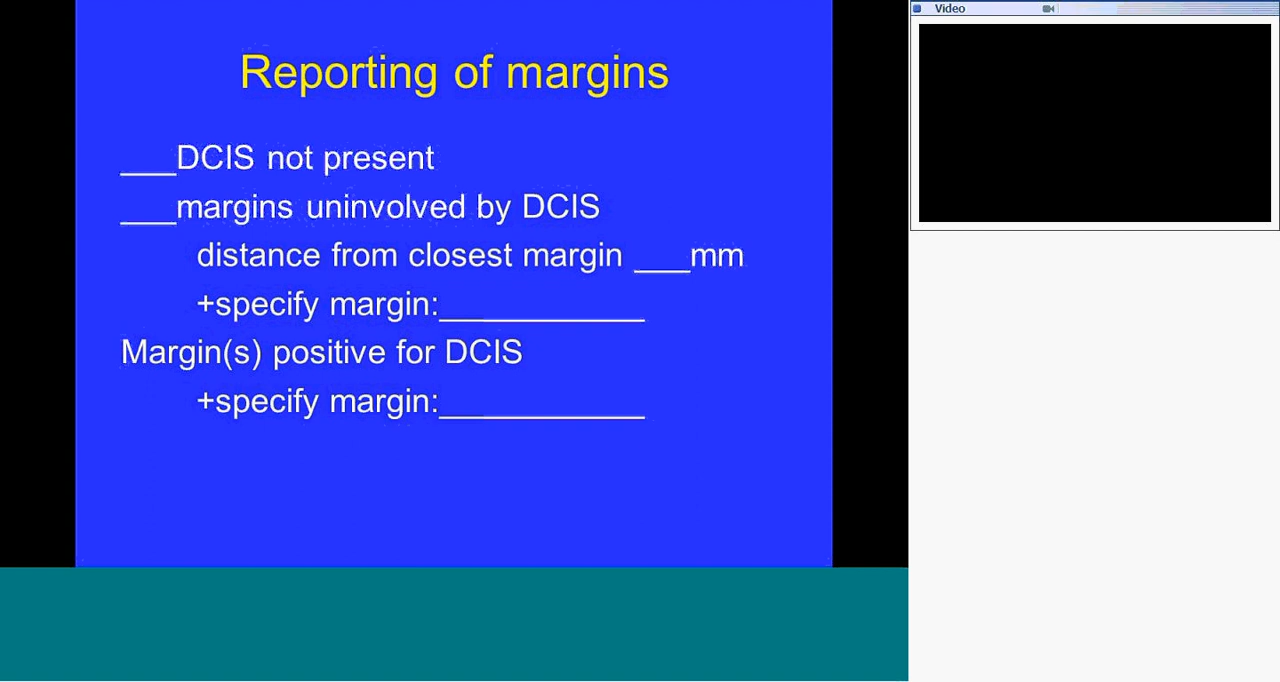 Reporting of margins
___DCIS not present
___margins uninvolved by DCIS
distance from closest margin ___mm
+specify margin:___________
Margin(s) positive for DCIS
+specify margin:___________
Video